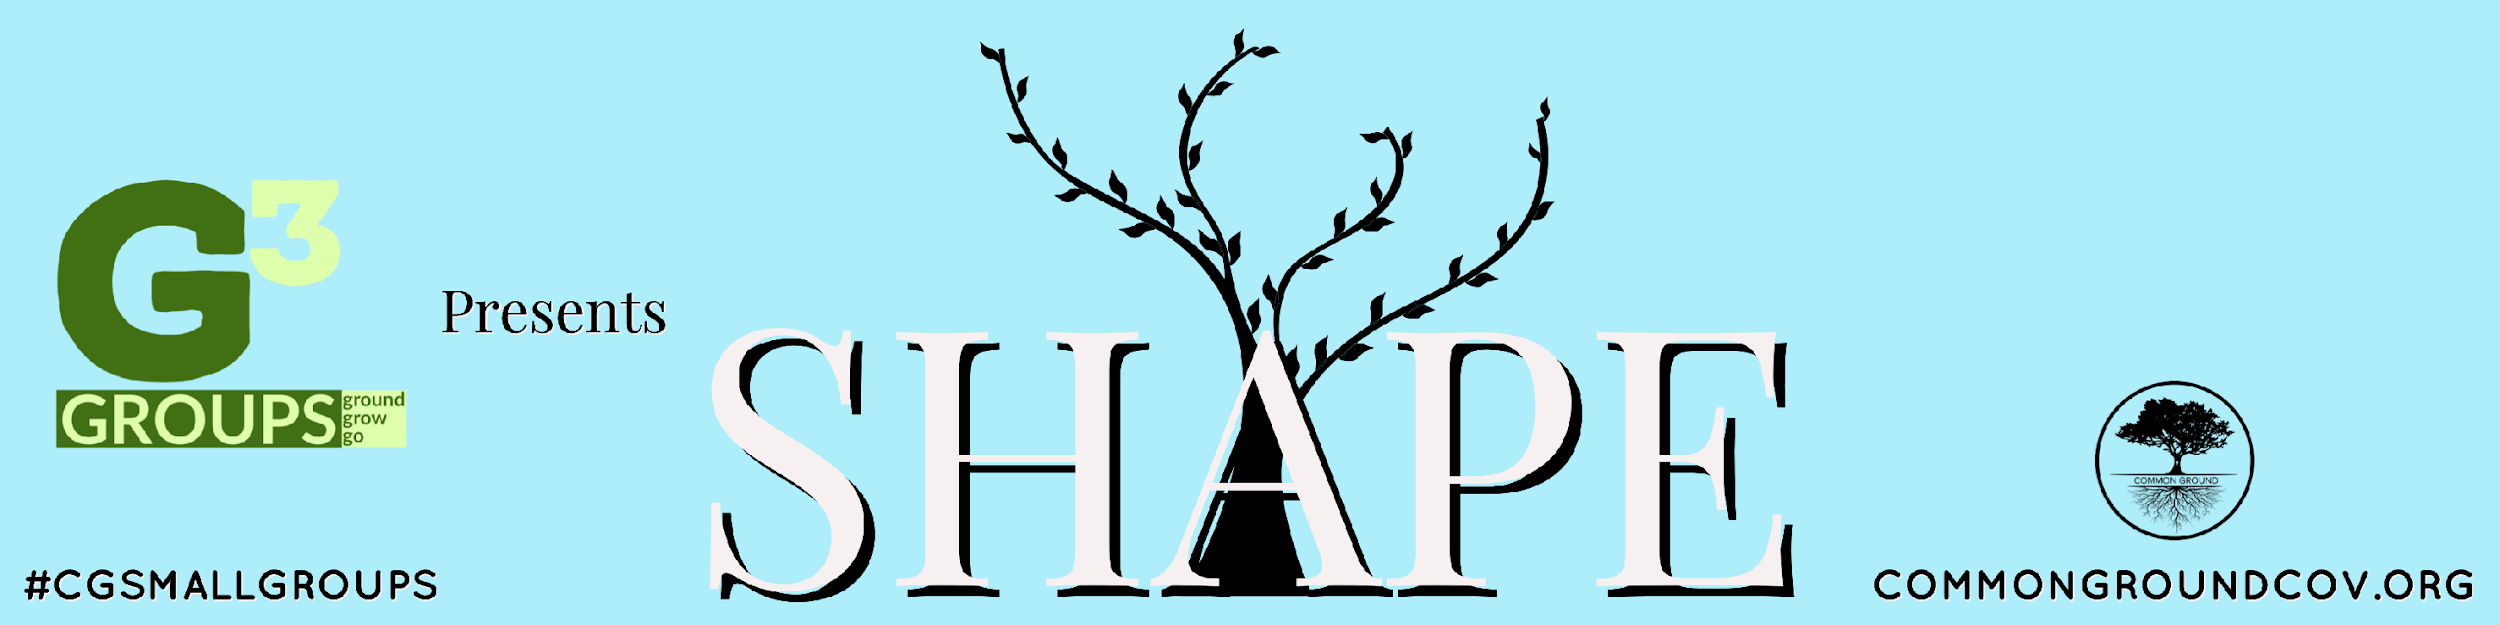 G3
GROUPS
ground
grow
go
Presents
SHAPE
COMMON GROUND
#CGSMALLGROUPS
COMMONGROUNDCOV.ORG